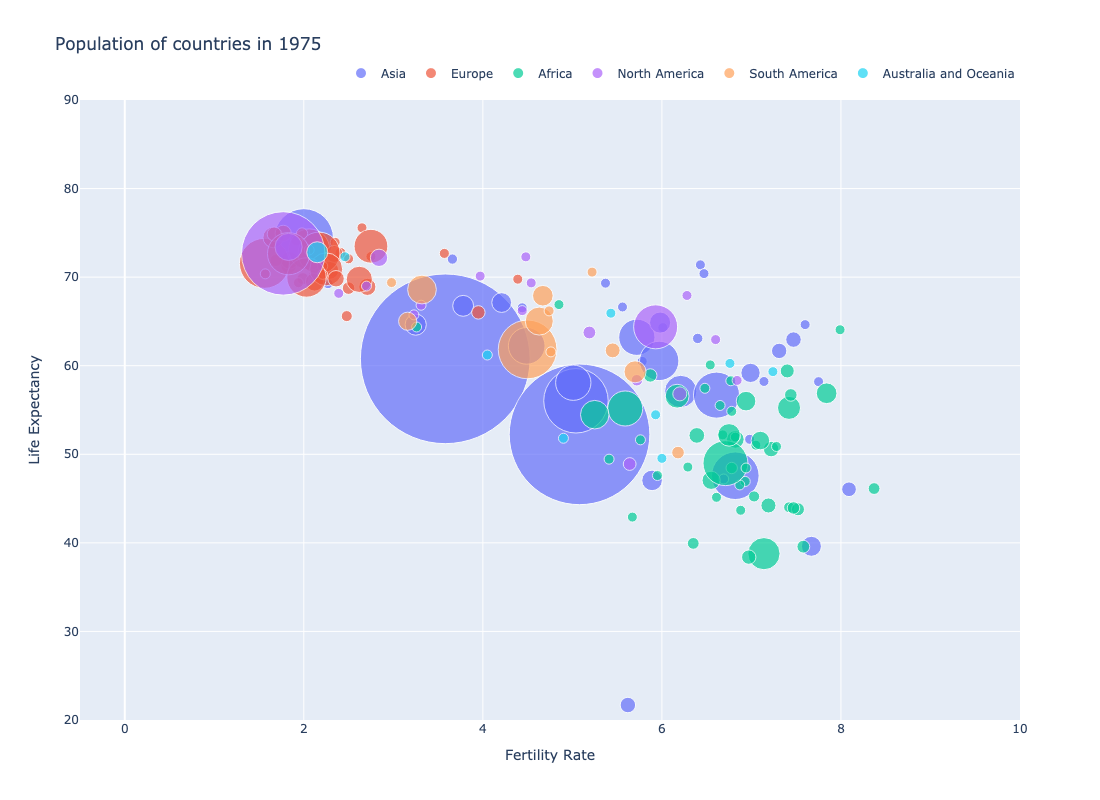 Population of countries in 1975
Asia Europe Africa North America South America Australia and Oceania
90
80
70
60
50
40
30
20
0 2 4 6 8 10
Life Expectancy
Fertility Rate